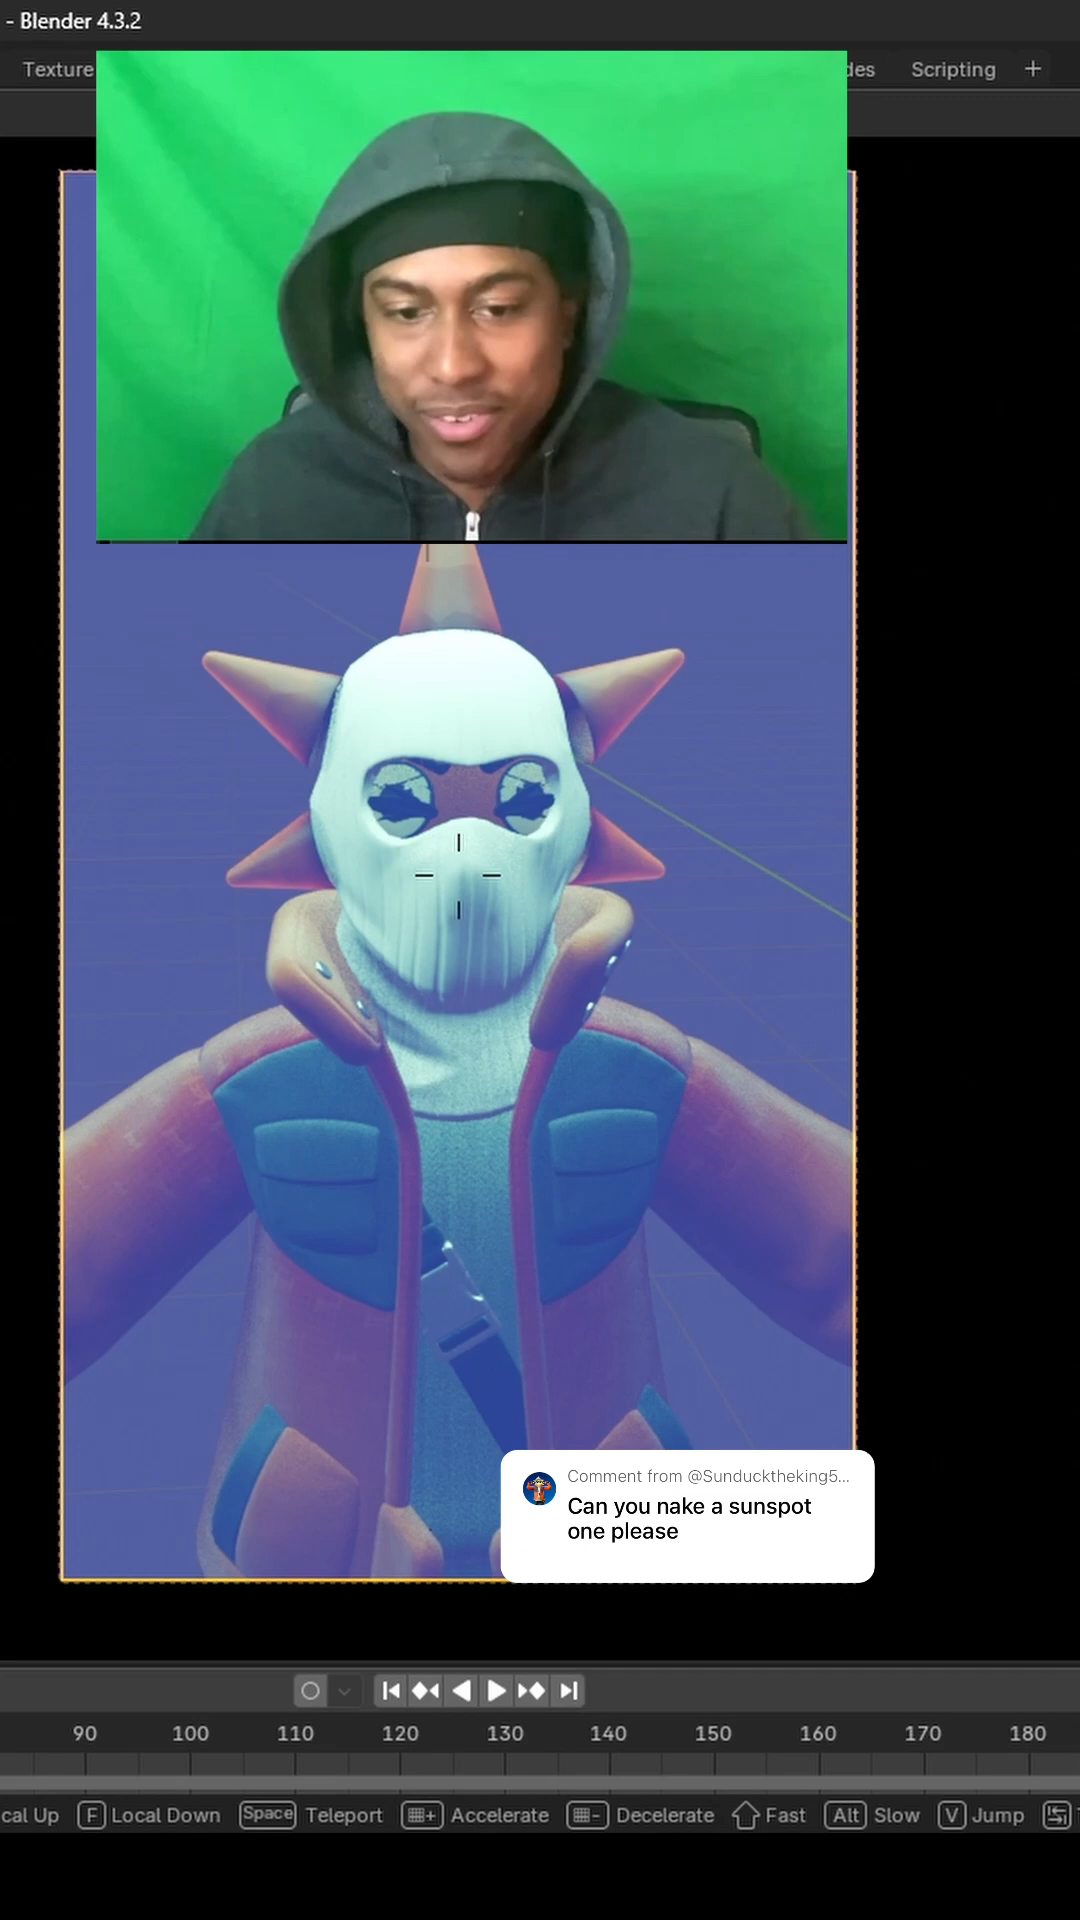 - Blender 4.3.2
Texture
des Scripting +
Comment from @Sunducktheking5...
Can you nake a sunspot
one please
90 100 110 120 130 140 150 160 170 180
cal Up F Local Down Space Teleport + Accelerate - Decelerate Fast Alt Slow V Jump